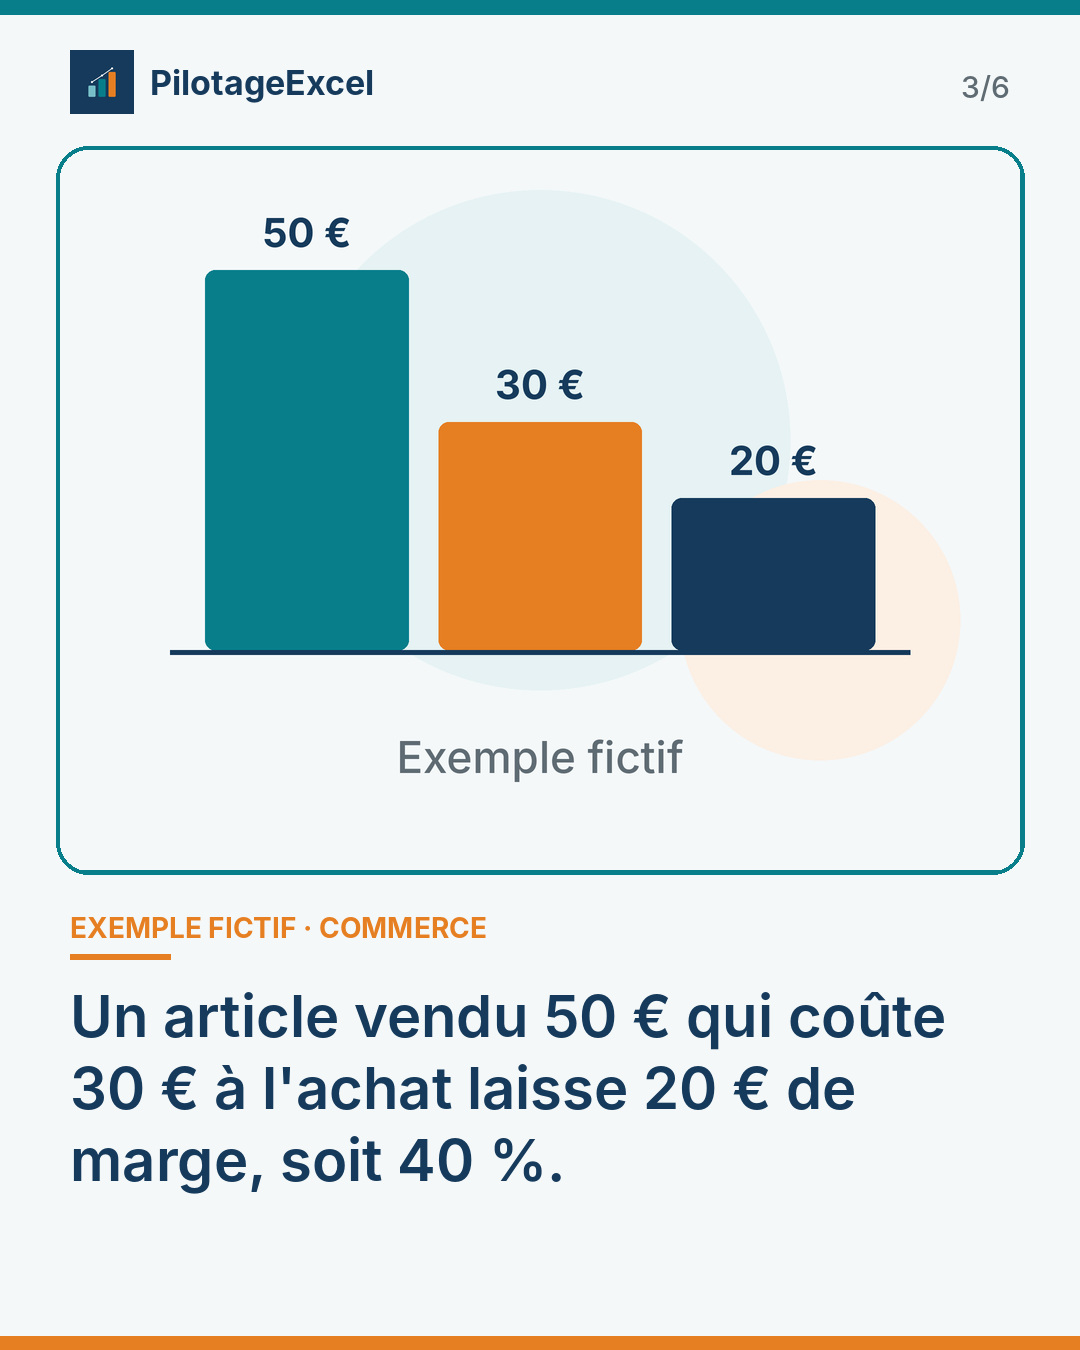 PilotageExcel
3/6
50 €
30 €
20 €
Exemple fictif
EXEMPLE FICTIF · COMMERCE
Un article vendu 50 € qui coûte
30 € à l'achat laisse 20 € de
marge, soit 40 %.